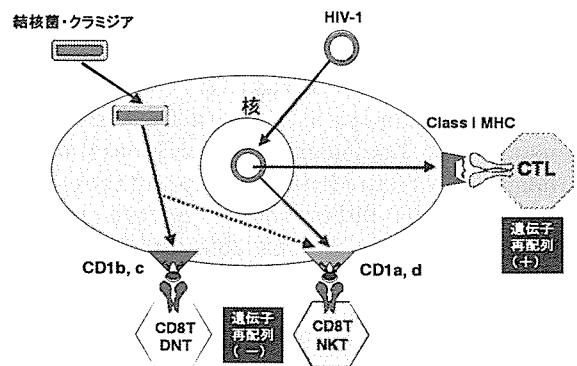 結核菌・クラミジア
HIV-1
核
Class I MHC
CTL
遺伝子
再配列
(+)
CD1b, c
CD1a, d
CD8T
DNT
遺伝子
再配列
(－)
CD8T
NKT